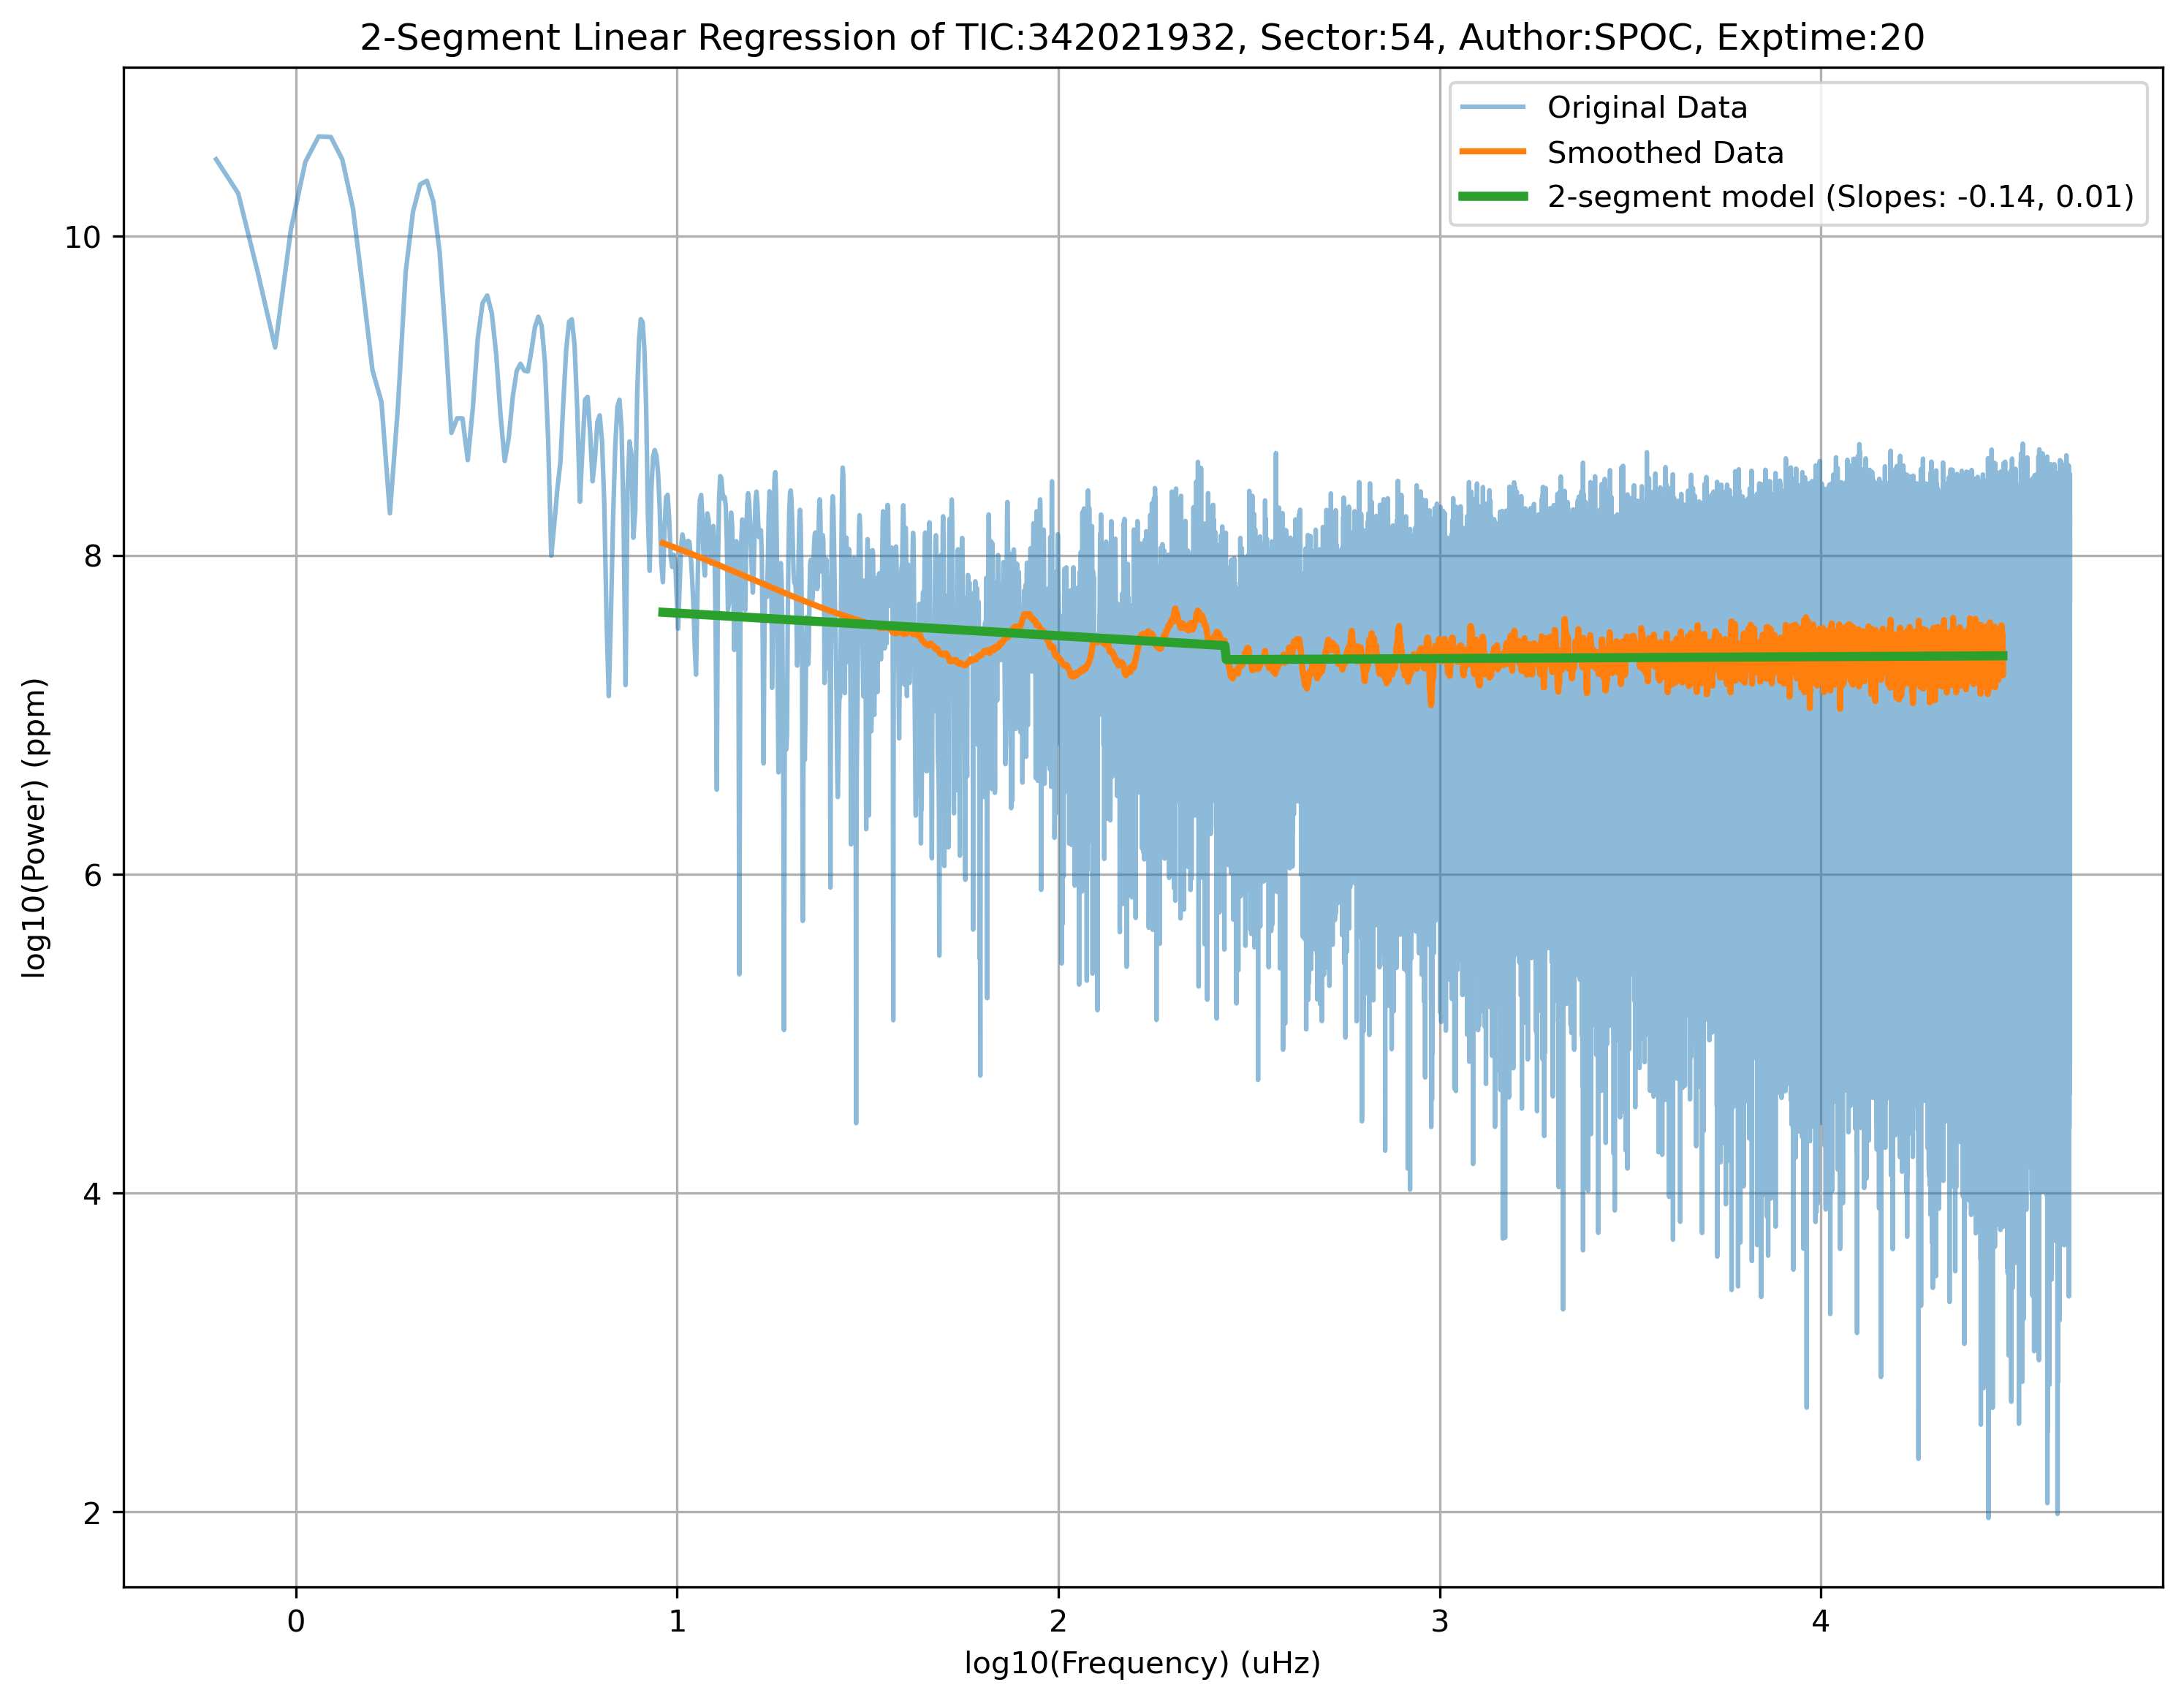 2-Segment Linear Regression of TIC:342021932, Sector:54, Author:SPOC, Exptime:20
Original Data
Smoothed Data
2-segment model (Slopes: -0.14, 0.01)
log10(Power) (ppm)
10
8
6
4
2
0
1
2
3
4
log10(Frequency) (uHz)